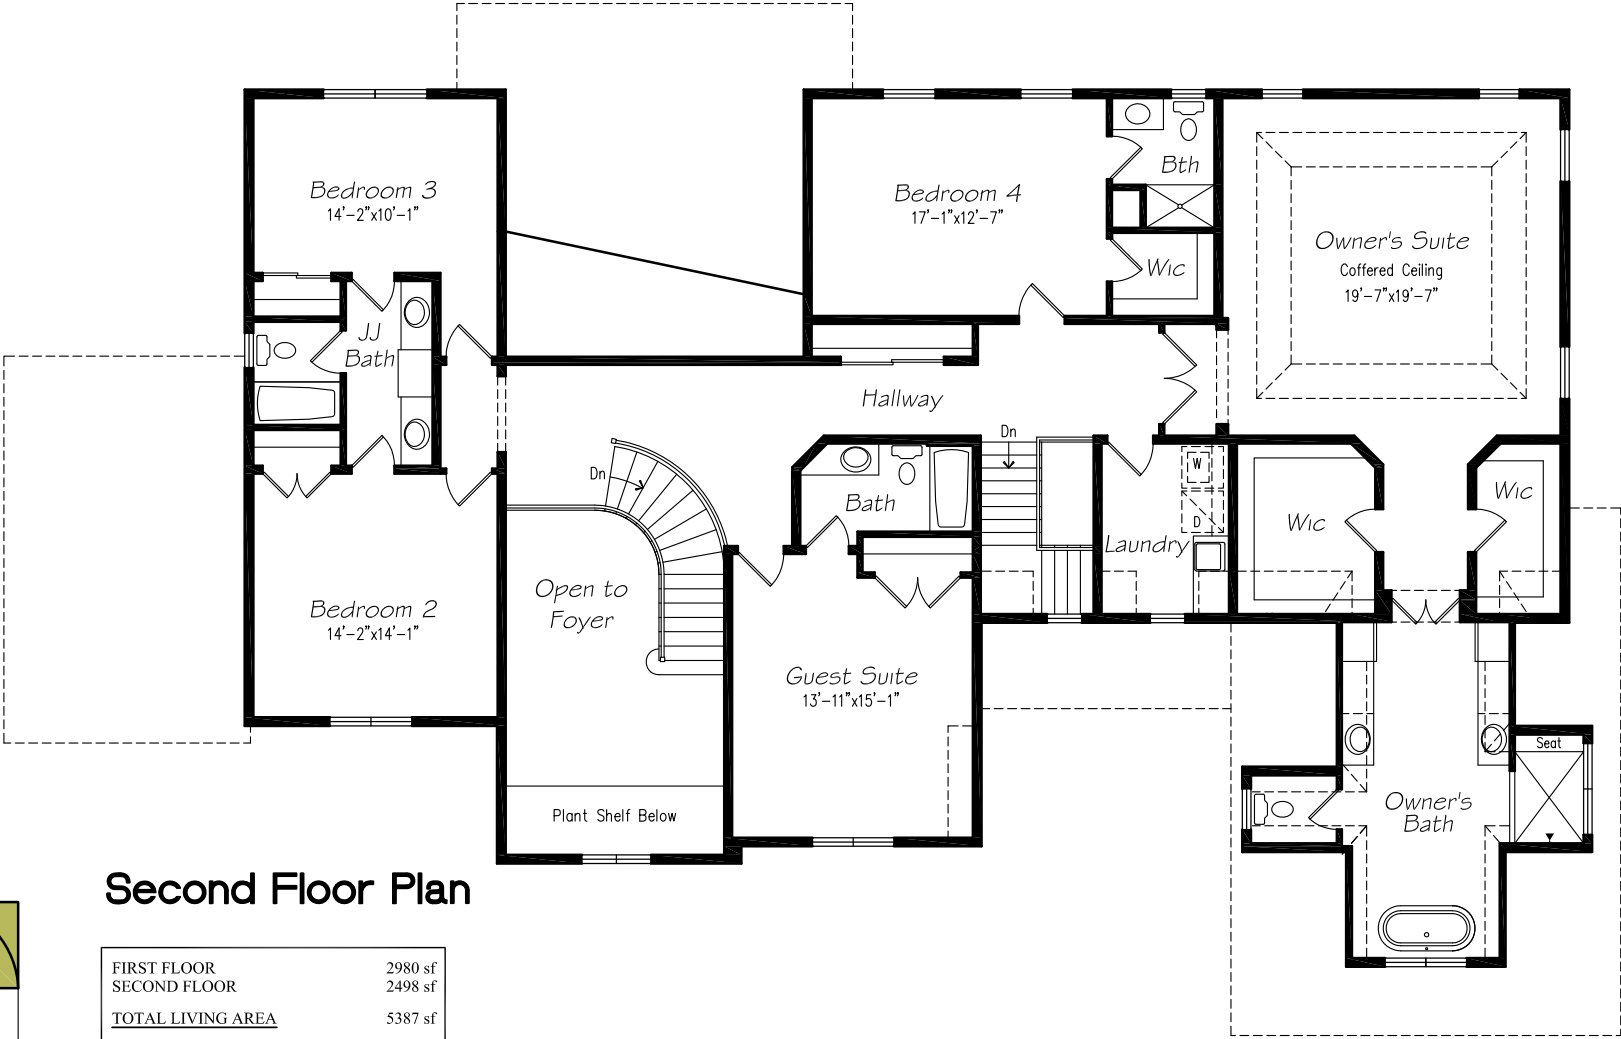 Bedroom 3
14'-2"x10'-1"
Bedroom 4
17'-1"x12'-7"
Bth
Wic
Owner's Suite
Coffered Ceiling
19'-7"x19'-7"
JJ
Bath
Hallway
Dn
Dn
Bath
W
D
Laundry
Wic
Wic
Bedroom 2
14'-2"x14'-1"
Open to
Foyer
Guest Suite
13'-11"x15'-1"
Seat
Owner's
Bath
Plant Shelf Below
Second Floor Plan
FIRST FLOOR 2980 sf
SECOND FLOOR 2498 sf
TOTAL LIVING AREA 5387 sf